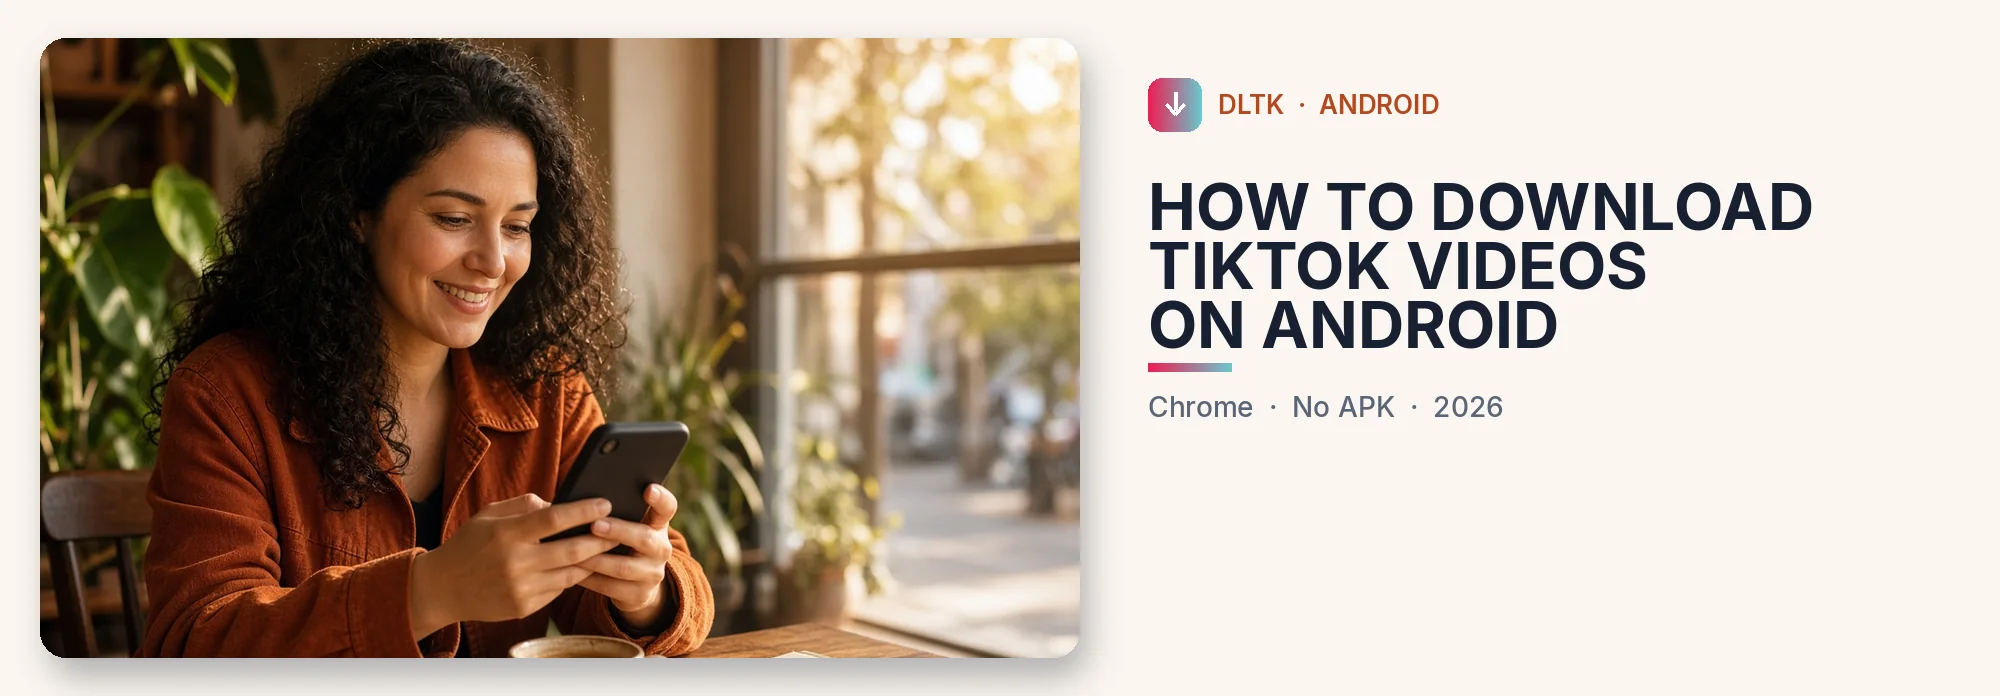 DLTK · ANDROID
HOW TO DOWNLOAD
TIKTOK VIDEOS
ON ANDROID
Chrome · No APK · 2026